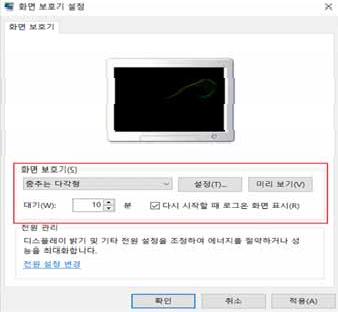 화면 보호기 설정
화면 보호기
화면 보호기(S)
춤추는 다각형
설정(T)...
미리 보기(V)
대기(W):
10
분
다시 시작할 때 로그온 화면 표시(R)
전원 관리
디스플레이 밝기 및 기타 전원 설정을 조정하여 에너지를 절약하거나 성
능을 최대화합니다.
전원 설정 변경
확인
취소
적용(A)